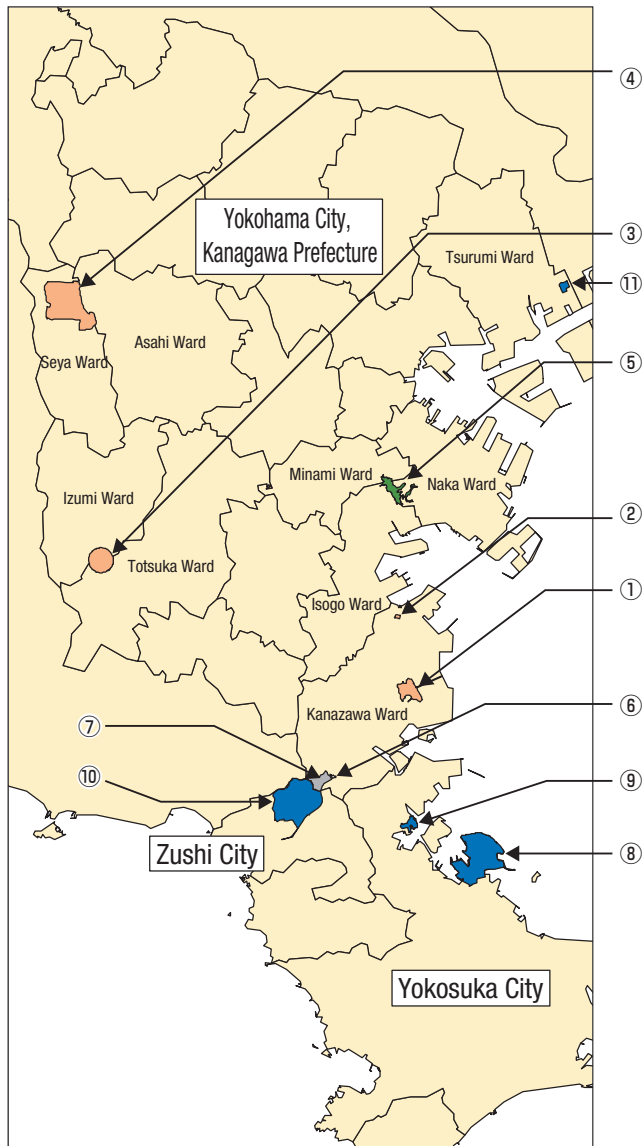 ④
Yokohama City,
Kanagawa Prefecture
③
Tsurumi Ward
⑪
Asahi Ward
Seya Ward
⑤
Minami Ward
Naka Ward
Izumi Ward
②
Totsuka Ward
Isogo Ward
①
Kanazawa Ward
⑥
⑦
⑩
⑨
Zushi City
⑧
Yokosuka City